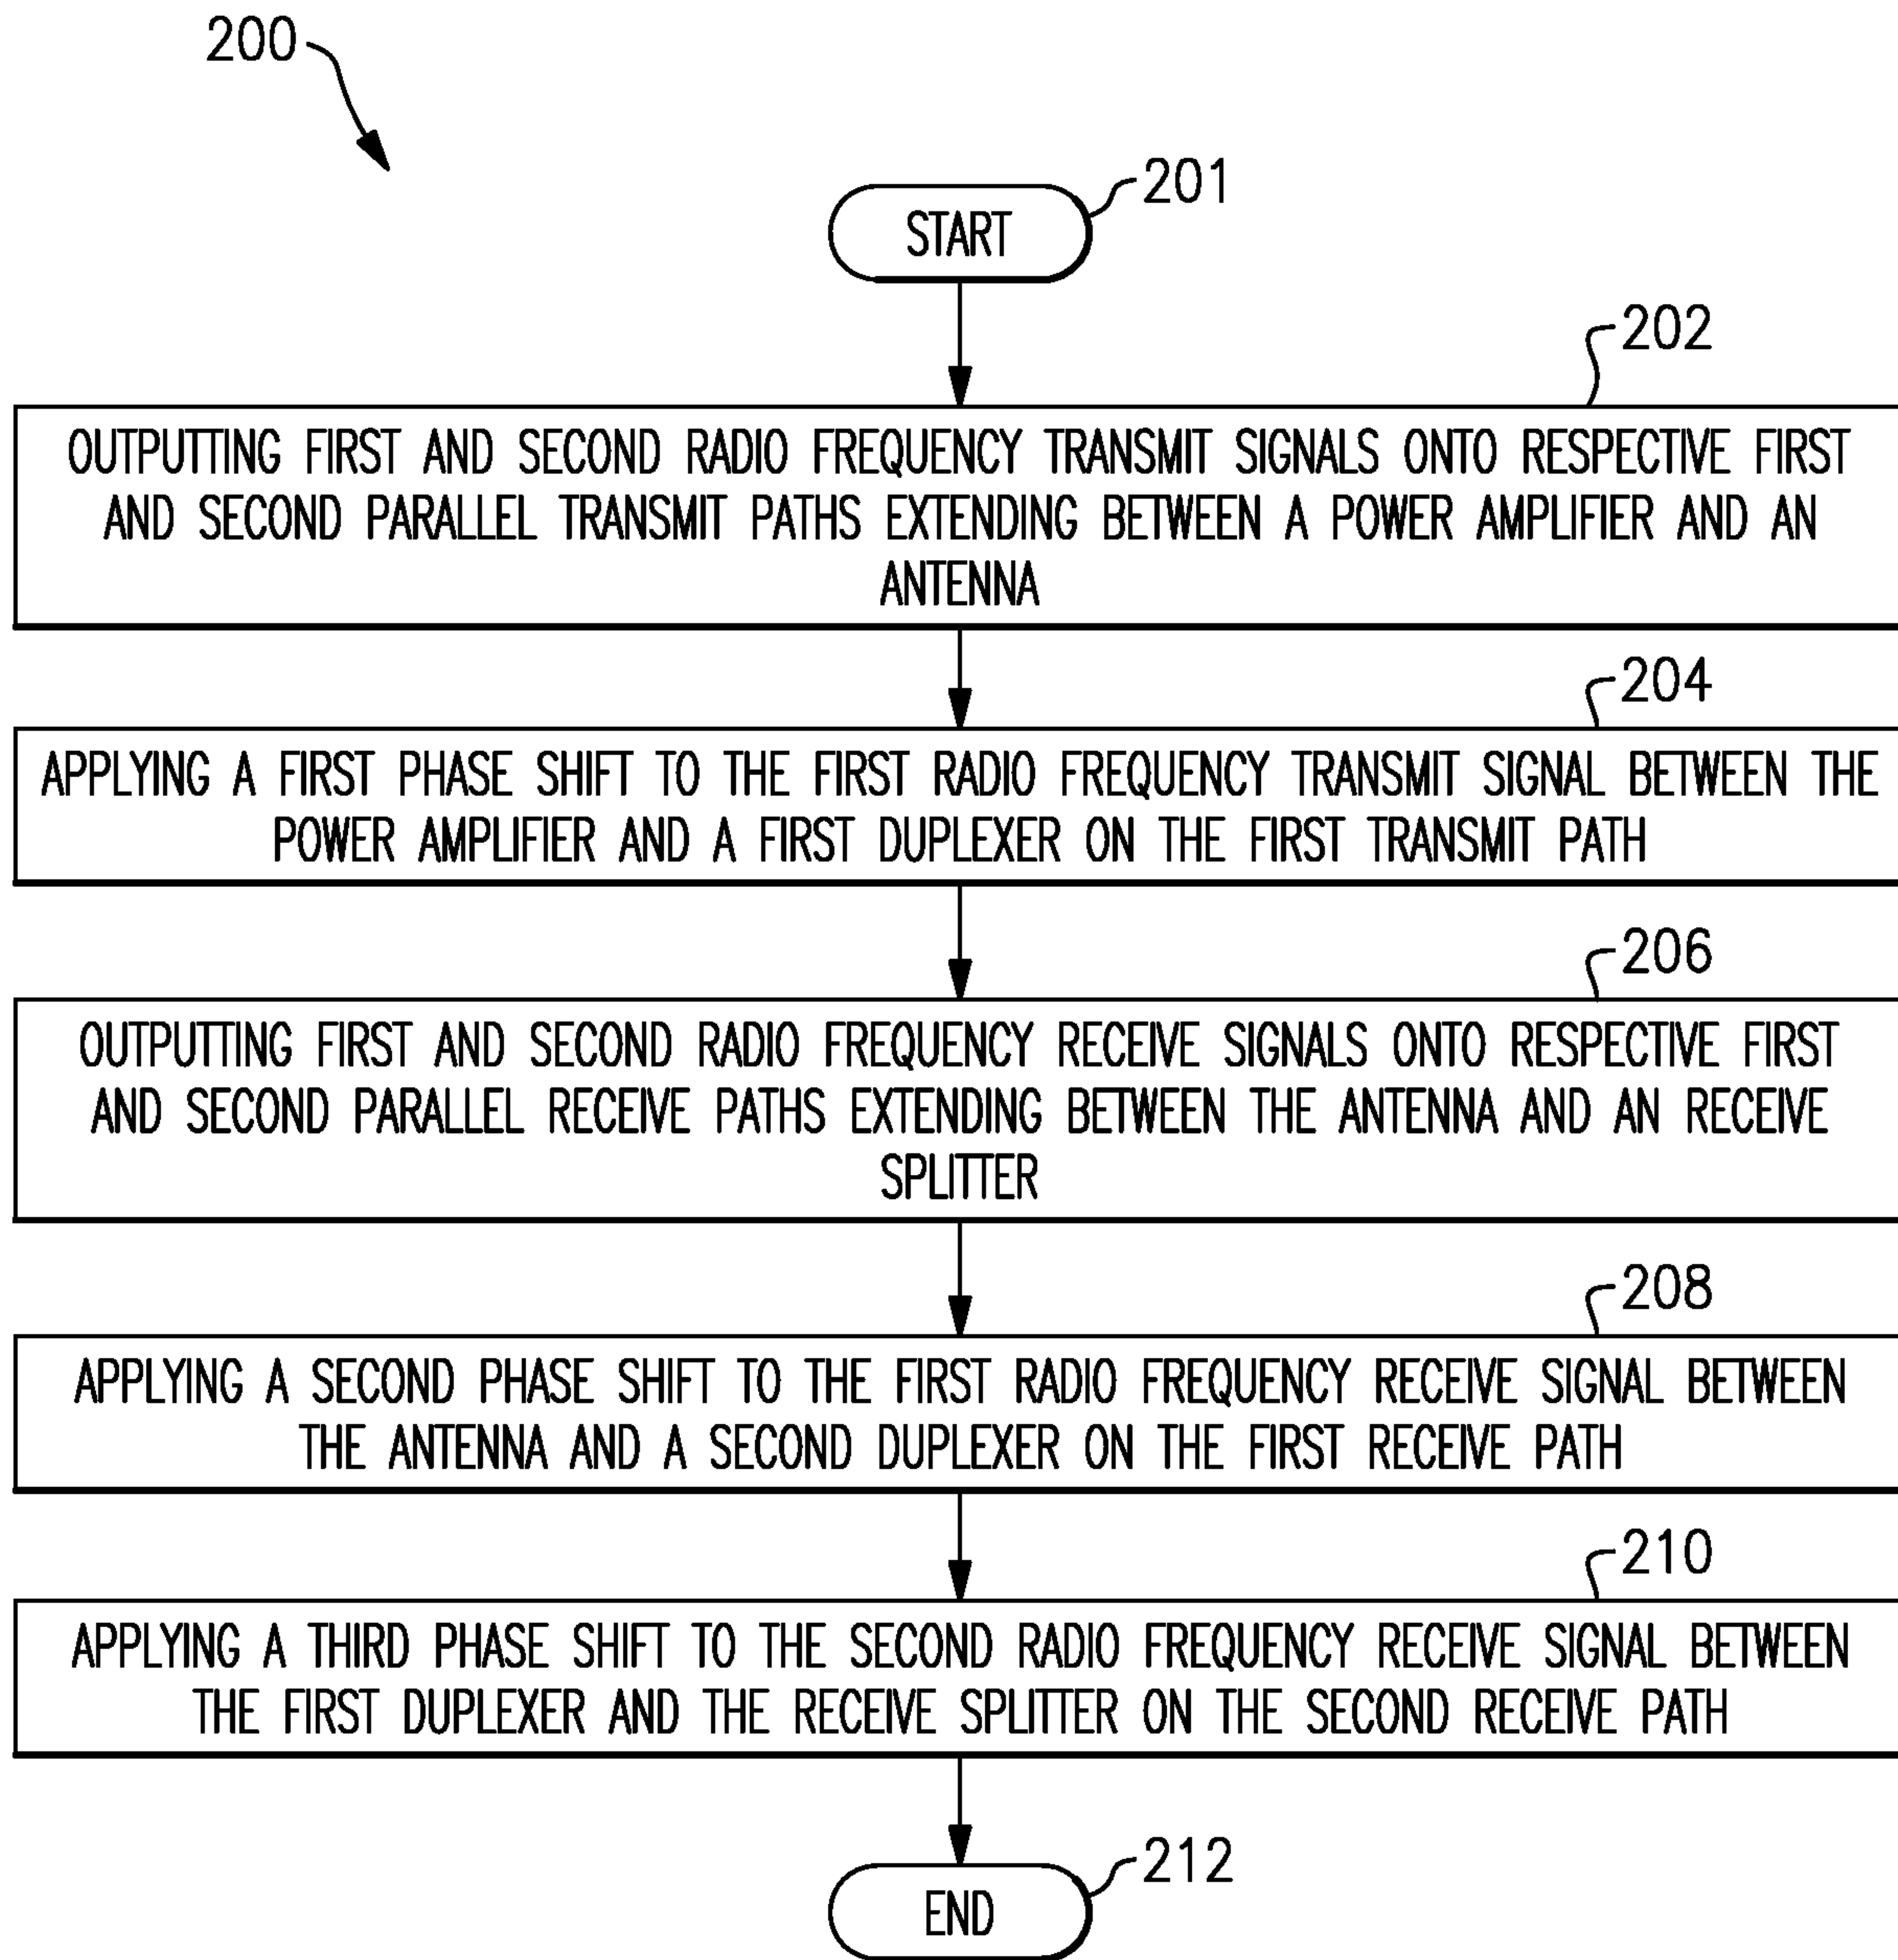 200
201
START
202
OUTPUTTING FIRST AND SECOND RADIO FREQUENCY TRANSMIT SIGNALS ONTO RESPECTIVE FIRST
AND SECOND PARALLEL TRANSMIT PATHS EXTENDING BETWEEN A POWER AMPLIFIER AND AN
ANTENNA
204
APPLYING A FIRST PHASE SHIFT TO THE FIRST RADIO FREQUENCY TRANSMIT SIGNAL BETWEEN THE
POWER AMPLIFIER AND A FIRST DUPLEXER ON THE FIRST TRANSMIT PATH
206
OUTPUTTING FIRST AND SECOND RADIO FREQUENCY RECEIVE SIGNALS ONTO RESPECTIVE FIRST
AND SECOND PARALLEL RECEIVE PATHS EXTENDING BETWEEN THE ANTENNA AND AN RECEIVE
SPLITTER
208
APPLYING A SECOND PHASE SHIFT TO THE FIRST RADIO FREQUENCY RECEIVE SIGNAL BETWEEN
THE ANTENNA AND A SECOND DUPLEXER ON THE FIRST RECEIVE PATH
210
APPLYING A THIRD PHASE SHIFT TO THE SECOND RADIO FREQUENCY RECEIVE SIGNAL BETWEEN
THE FIRST DUPLEXER AND THE RECEIVE SPLITTER ON THE SECOND RECEIVE PATH
212
END